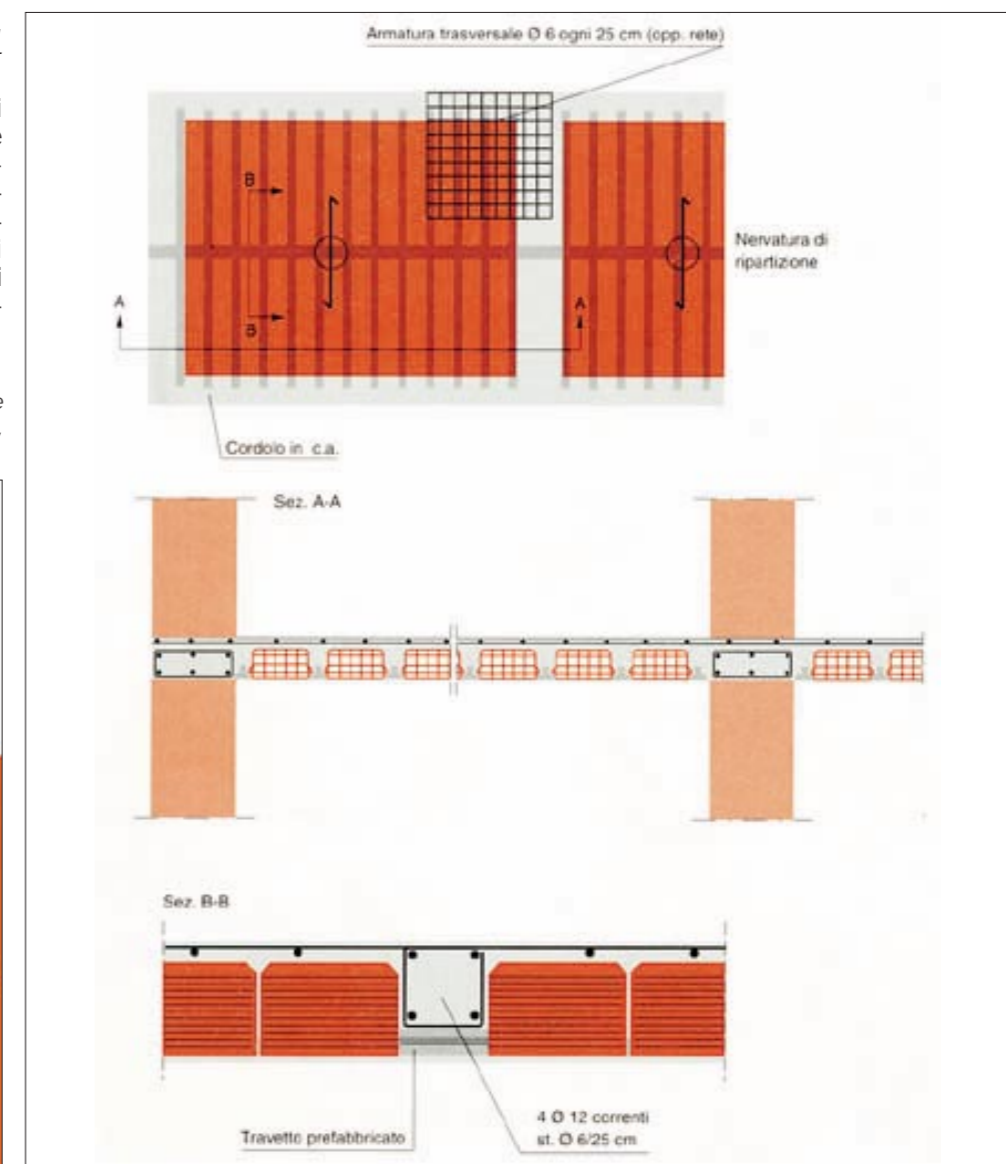 Armatura trasversale Ø 6 ogni 25 cm (opp. rete)
B
B
Nervatura di
ripartizione
A
A
Cordolo in c.a.
Sez. A-A
Sez. B-B
Travetto prefabbricato
4 Ø 12 correnti
st. Ø 6/25 cm